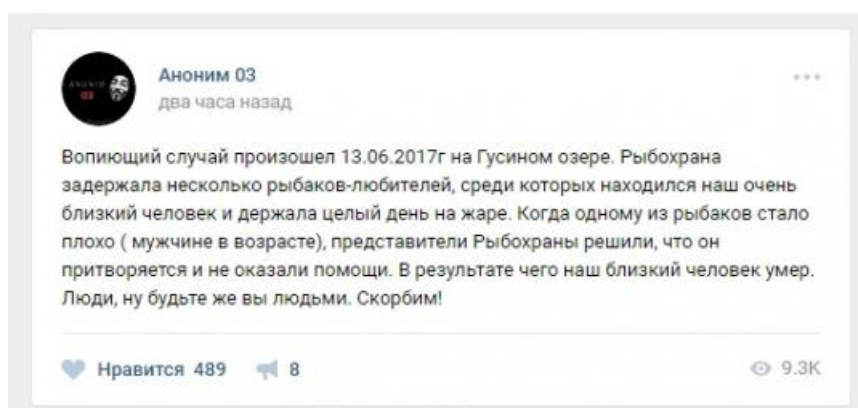 Аноним 03
два часа назад
Вопиющий случай произошел 13.06.2017г на Гусином озере. Рыбохрана
задержала несколько рыбаков-любителей, среди которых находился наш очень
близкий человек и держала целый день на жаре. Когда одному из рыбаков стало
плохо ( мужчине в возрасте), представители Рыбохраны решили, что он
притворяется и не оказали помощи. В результате чего наш близкий человек умер.
Люди, ну будьте же вы людьми. Скорбим!
Нравится 489 8 9.3K